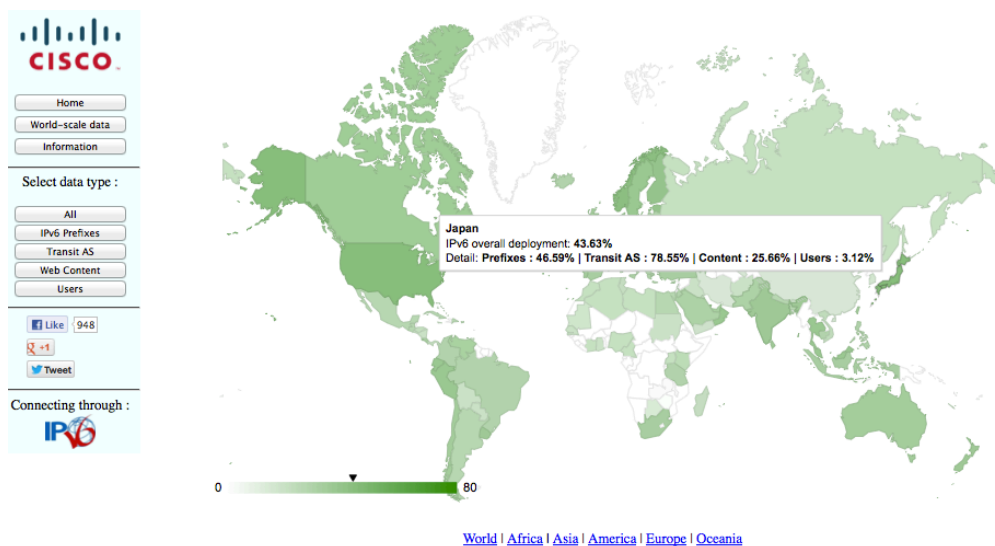 CISCO
Home
World-scale data
Information
Select data type :
All
IPv6 Prefixes
Transit AS
Web Content
Users
Like 948
+1
Tweet
Connecting through :
IPv6
Japan
IPv6 overall deployment: 43.63%
Detail: Prefixes : 46.59% | Transit AS : 78.55% | Content : 25.66% | Users : 3.12%
0 80
World | Africa | Asia | America | Europe | Oceania